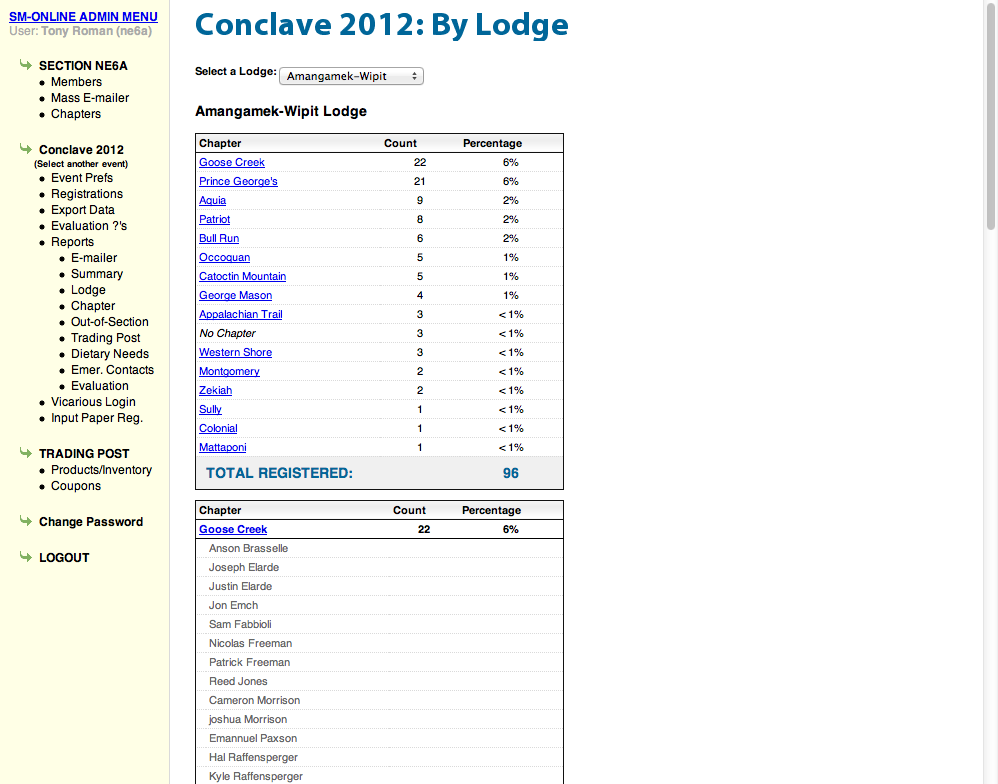 SM-ONLINE ADMIN MENU
User: Tony Roman (ne6a)
SECTION NE6A
Members
Mass E-mailer
Chapters
Conclave 2012
(Select another event)
Event Prefs
Registrations
Export Data
Evaluation ?'s
Reports
E-mailer
Summary
Lodge
Chapter
Out-of-Section
Trading Post
Dietary Needs
Emer. Contacts
Evaluation
Vicarious Login
Input Paper Reg.
TRADING POST
Products/Inventory
Coupons
Change Password
LOGOUT
Conclave 2012: By Lodge
Select a Lodge: Amangamek-Wipit
Amangamek-Wipit Lodge
Chapter Count Percentage
Goose Creek 22 6%
Prince George's 21 6%
Aquia 9 2%
Patriot 8 2%
Bull Run 6 2%
Occoquan 5 1%
Catoctin Mountain 5 1%
George Mason 4 1%
Appalachian Trail 3 <1%
No Chapter 3 <1%
Western Shore 3 <1%
Montgomery 2 <1%
Zekiah 2 <1%
Sully 1 <1%
Colonial 1 <1%
Mattaponi 1 <1%
TOTAL REGISTERED: 96
Chapter Count Percentage
Goose Creek 22 6%
Anson Brasselle
Joseph Elarde
Justin Elarde
Jon Emch
Sam Fabbioli
Nicolas Freeman
Patrick Freeman
Reed Jones
Cameron Morrison
joshua Morrison
Emannuel Paxson
Hal Raffensperger
Kyle Raffensperger